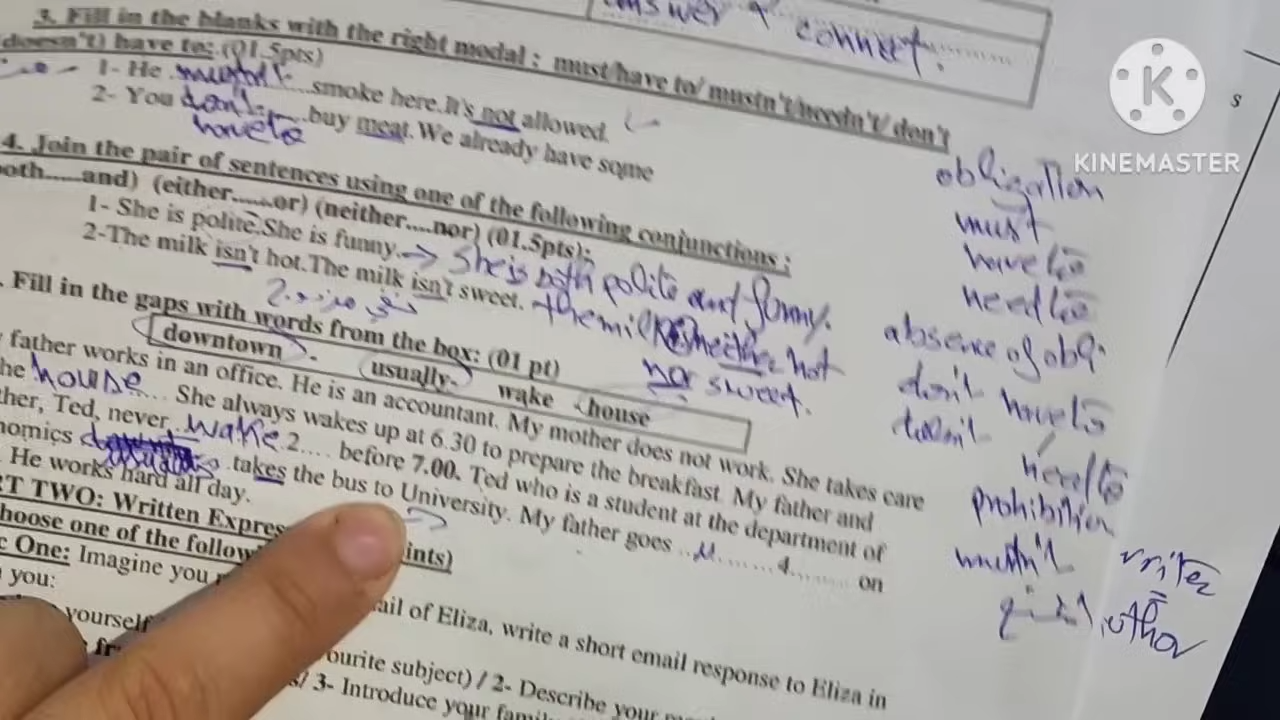 answer & connect.
3. Fill in the blanks with the right modal : must/have to/ mustn't/needn't/ don't
(doesn't) have to: (01.5pts)
1- He mustn't smoke here.It's not allowed.
2- You don't have to buy meat.We already have some
4. Join the pair of sentences using one of the following conjunctions :
both.....and) (either.......or) (neither....nor) (01.5pts):
1- She is polite.She is funny. → She is both polite and funny.
2-The milk isn't hot.The milk isn't sweet. the milk is neither hot
nor sweet.
. Fill in the gaps with words from the box: (01 pt)
downtown usually wake house
father works in an office. He is an accountant. My mother does not work. She takes care
the house.... She always wakes up at 6.30 to prepare the breakfast. My father and
ther, Ted, never wake 2.... before 7.00. Ted who is a student at the department of
nomics takes the bus to University. My father goes ........4........ on
. He works hard all day.
RT TWO: Written Expres ints)
hoose one of the follow
c One: Imagine you
n you:
ail of Eliza, write a short email response to Eliza in
yourself
ourite subject) / 2- Describe your
/ 3- Introduce your family
obligation
must
have to
need to
absence of obli
don't have to
doesn't
need to
prohibition
mustn't
writer
author
s
K
KINEMASTER